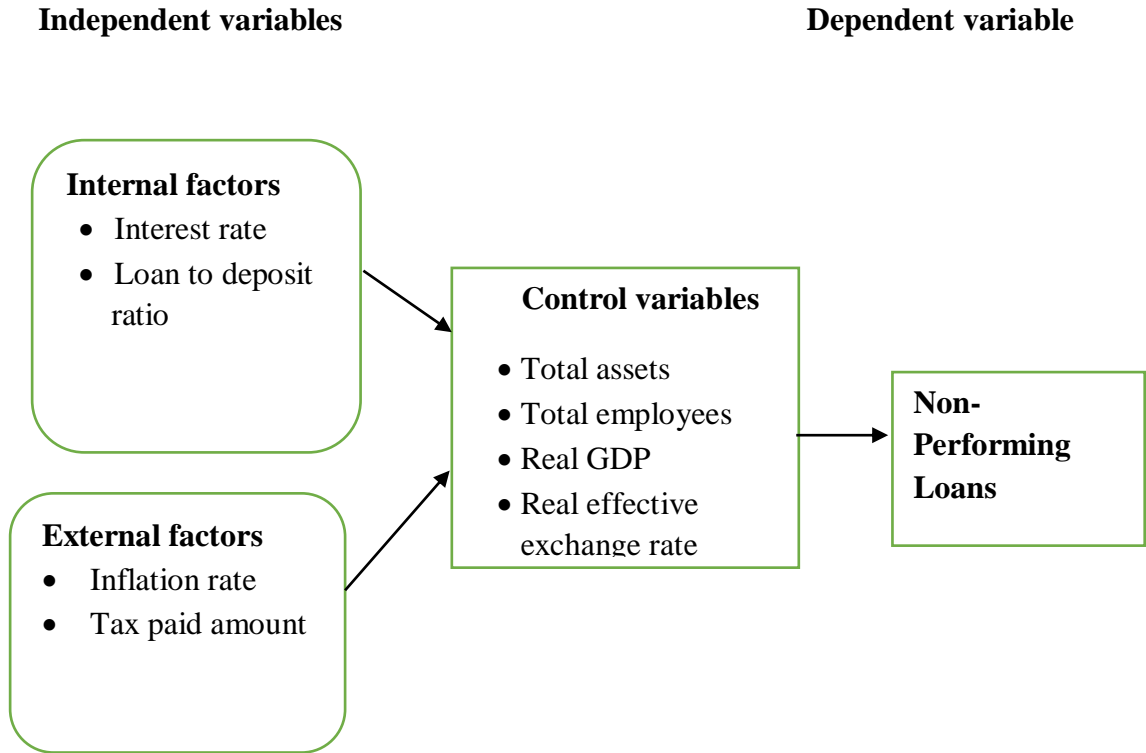 Independent variables
Dependent variable
Internal factors
• Interest rate
• Loan to deposit
ratio
External factors
• Inflation rate
• Tax paid amount
Control variables
• Total assets
• Total employees
• Real GDP
• Real effective
exchange rate
Non-
Performing
Loans